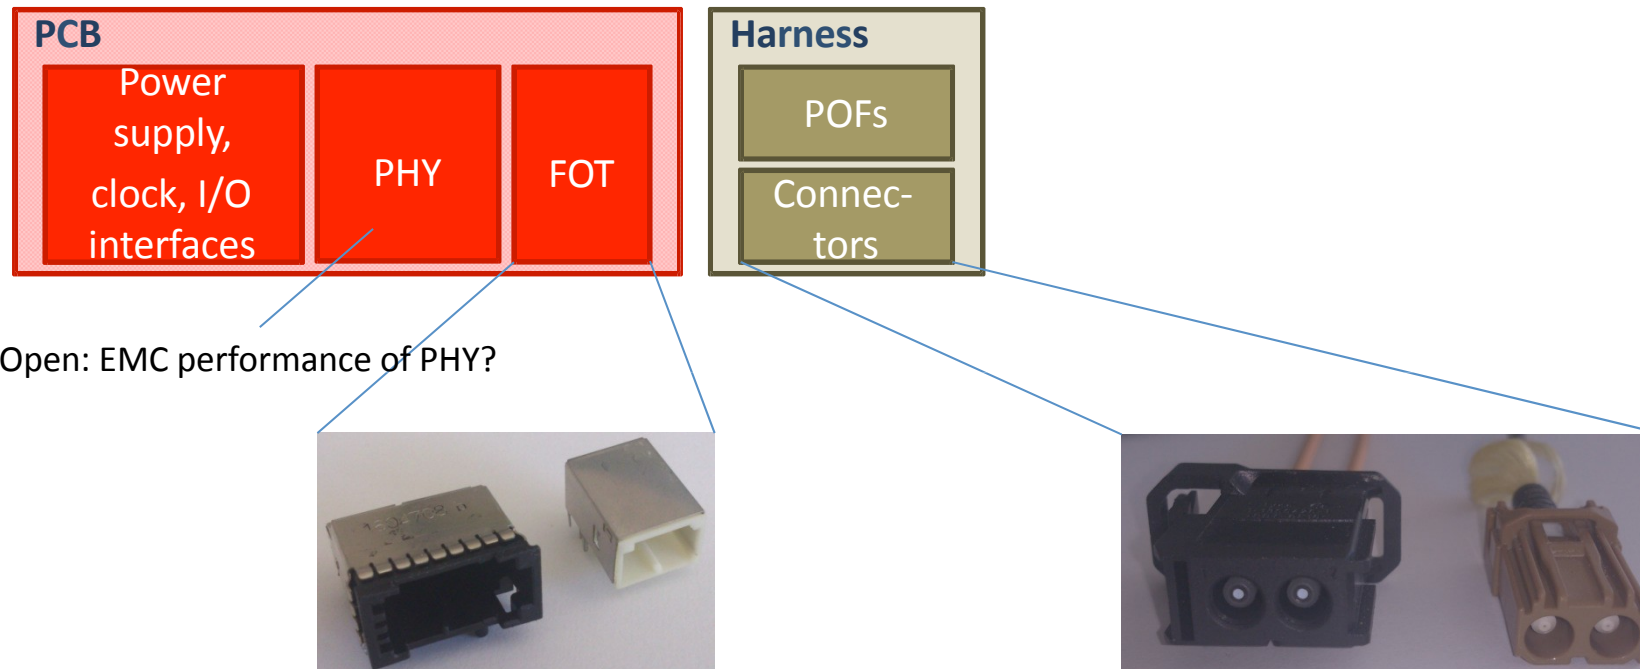 PCB
Power
supply,
clock, I/O
interfaces
PHY
FOT
Harness
POFs
Connec-
tors
Open: EMC performance of PHY?